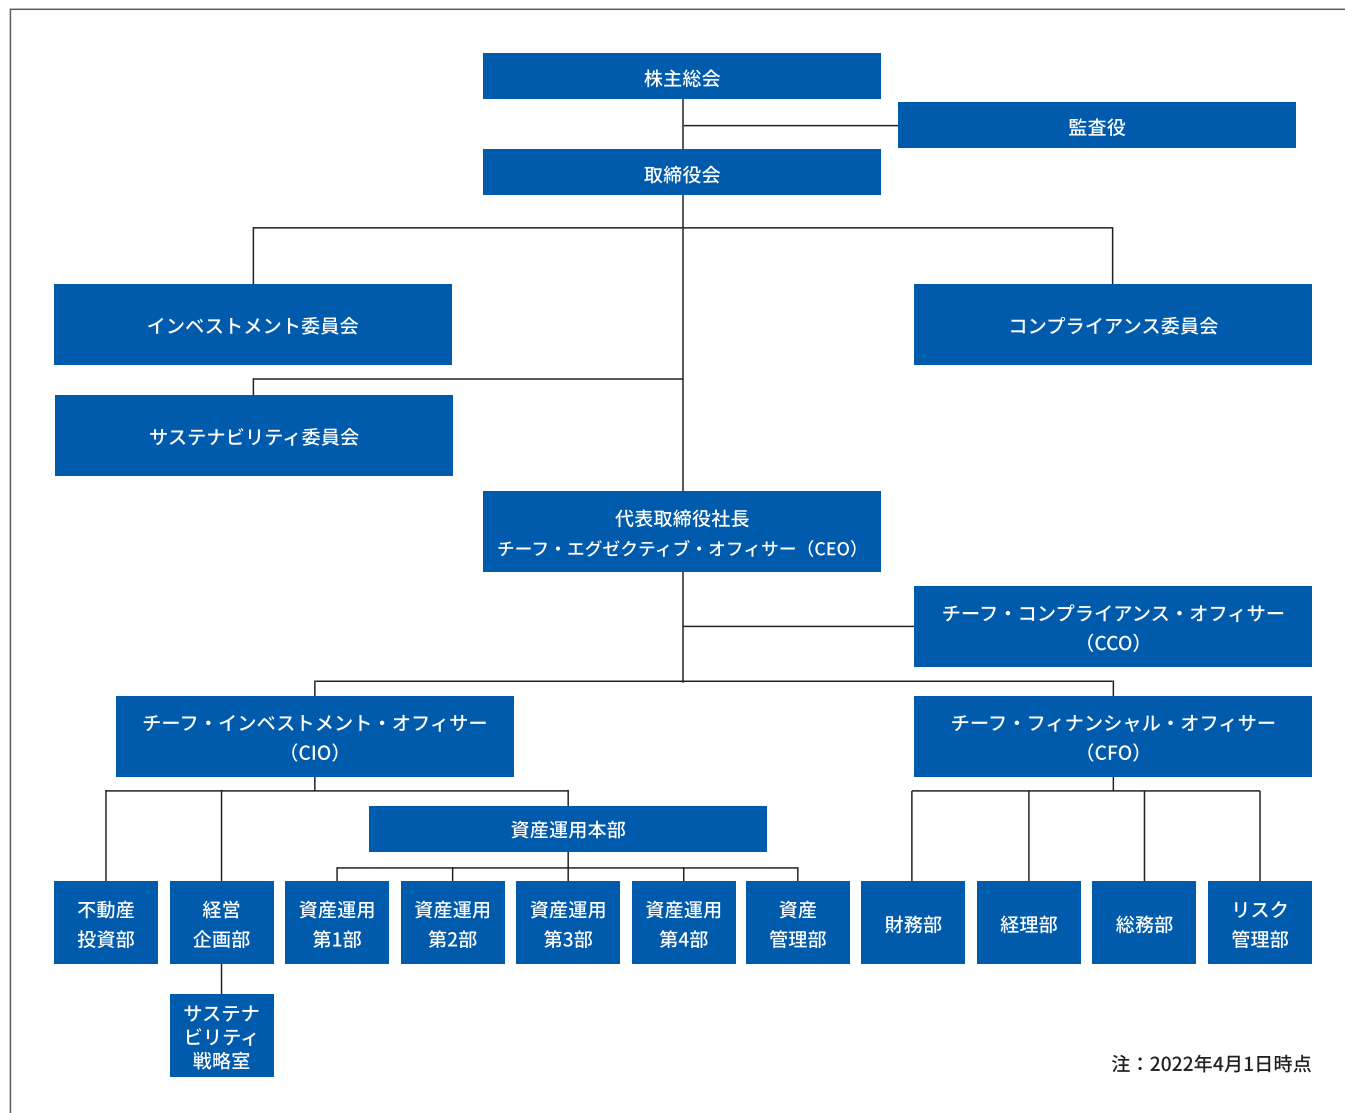 株主総会
監査役
取締役会
インベストメント委員会
コンプライアンス委員会
サステナビリティ委員会
代表取締役社長
チーフ・エグゼクティブ・オフィサー（CEO）
チーフ・コンプライアンス・オフィサー
（CCO）
チーフ・インベストメント・オフィサー
（CIO）
チーフ・フィナンシャル・オフィサー
（CFO）
資産運用本部
不動産
投資部
経営
企画部
資産運用
第1部
資産運用
第2部
資産運用
第3部
資産運用
第4部
資産
管理部
財務部
経理部
総務部
リスク
管理部
サステナ
ビリティ
戦略室
注：2022年4月1日時点